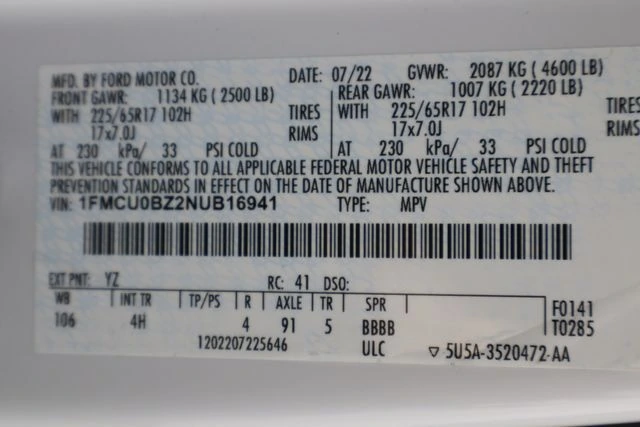 MFD. BY FORD MOTOR CO. DATE: 07/22 GVWR: 2087 KG ( 4600 LB)
FRONT GAWR: 1134 KG ( 2500 LB) REAR GAWR: 1007 KG ( 2220 LB)
WITH 225/65R17 102H TIRES WITH 225/65R17 102H TIRES
17x7.0J RIMS 17x7.0J RIMS
AT 230 kPa/ 33 PSI COLD AT 230 kPa/ 33 PSI COLD
THIS VEHICLE CONFORMS TO ALL APPLICABLE FEDERAL MOTOR VEHICLE SAFETY AND THEFT
PREVENTION STANDARDS IN EFFECT ON THE DATE OF MANUFACTURE SHOWN ABOVE.
VIN: 1FMCU0BZ2NUB16941 TYPE: MPV
EXT PNT: YZ RC: 41 DSO:
WB INT TR TP/PS R AXLE TR SPR F0141
106 4H 4 91 5 BBBB T0285
1202207225646 ULC ▽ 5U5A-3520472-AA